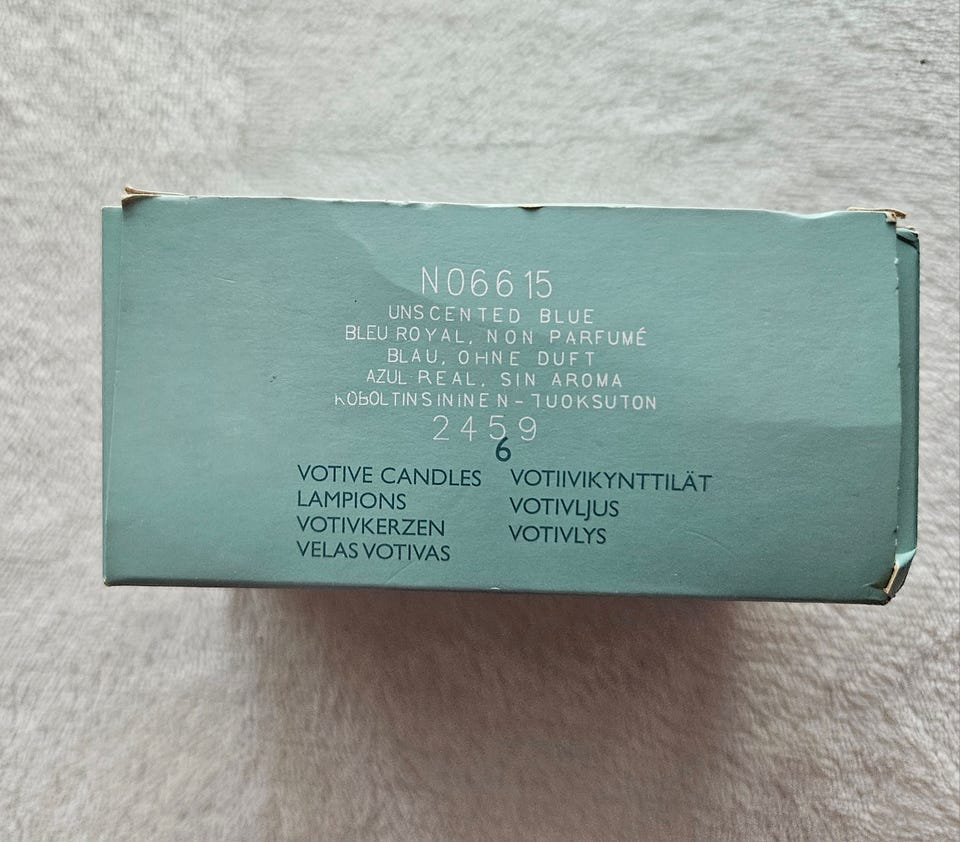 N06615
UNSCENTED BLUE
BLEU ROYAL, NON PARFUMÉ
BLAU, OHNE DUFT
AZUL REAL, SIN AROMA
KOBOLTINSININEN-TUOKSUTON
2459
6
VOTIVE CANDLES
LAMPIONS
VOTIVKERZEN
VELAS VOTIVAS
VOTIIVIKYNTTILÄT
VOTIVLJUS
VOTIVLYS